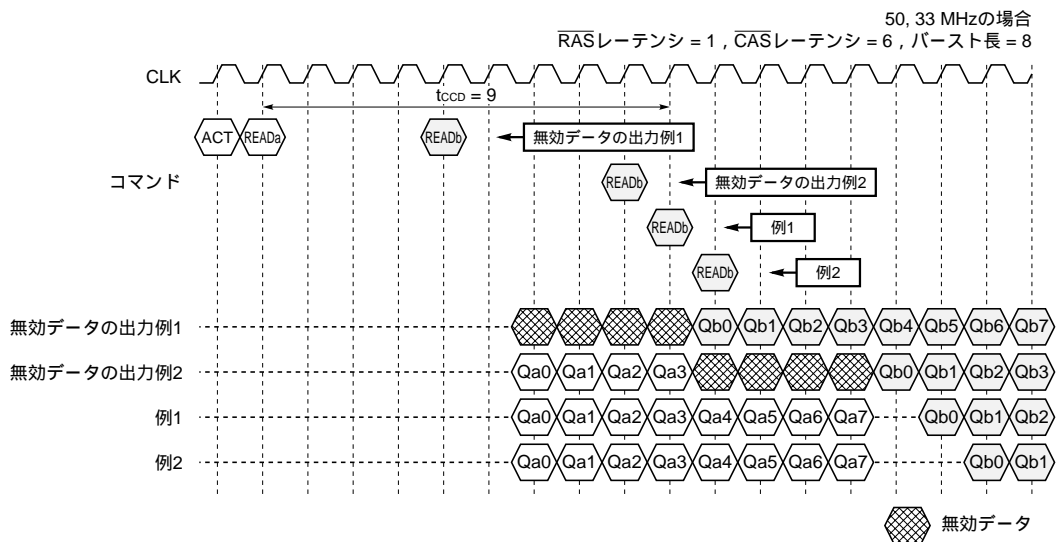 50, 33 MHzの場合
RASレーテンシ = 1 , CASレーテンシ = 6 , バースト長 = 8
CLK
tCCD = 9
ACT READa READb 無効データの出力例1
コマンド
READb 無効データの出力例2
READb 例1
READb 例2
無効データの出力例1 Qb0 Qb1 Qb2 Qb3 Qb4 Qb5 Qb6 Qb7
無効データの出力例2 Qa0 Qa1 Qa2 Qa3 Qb0 Qb1 Qb2 Qb3
例1 Qa0 Qa1 Qa2 Qa3 Qa4 Qa5 Qa6 Qa7 Qb0 Qb1 Qb2
例2 Qa0 Qa1 Qa2 Qa3 Qa4 Qa5 Qa6 Qa7 Qb0 Qb1
無効データ